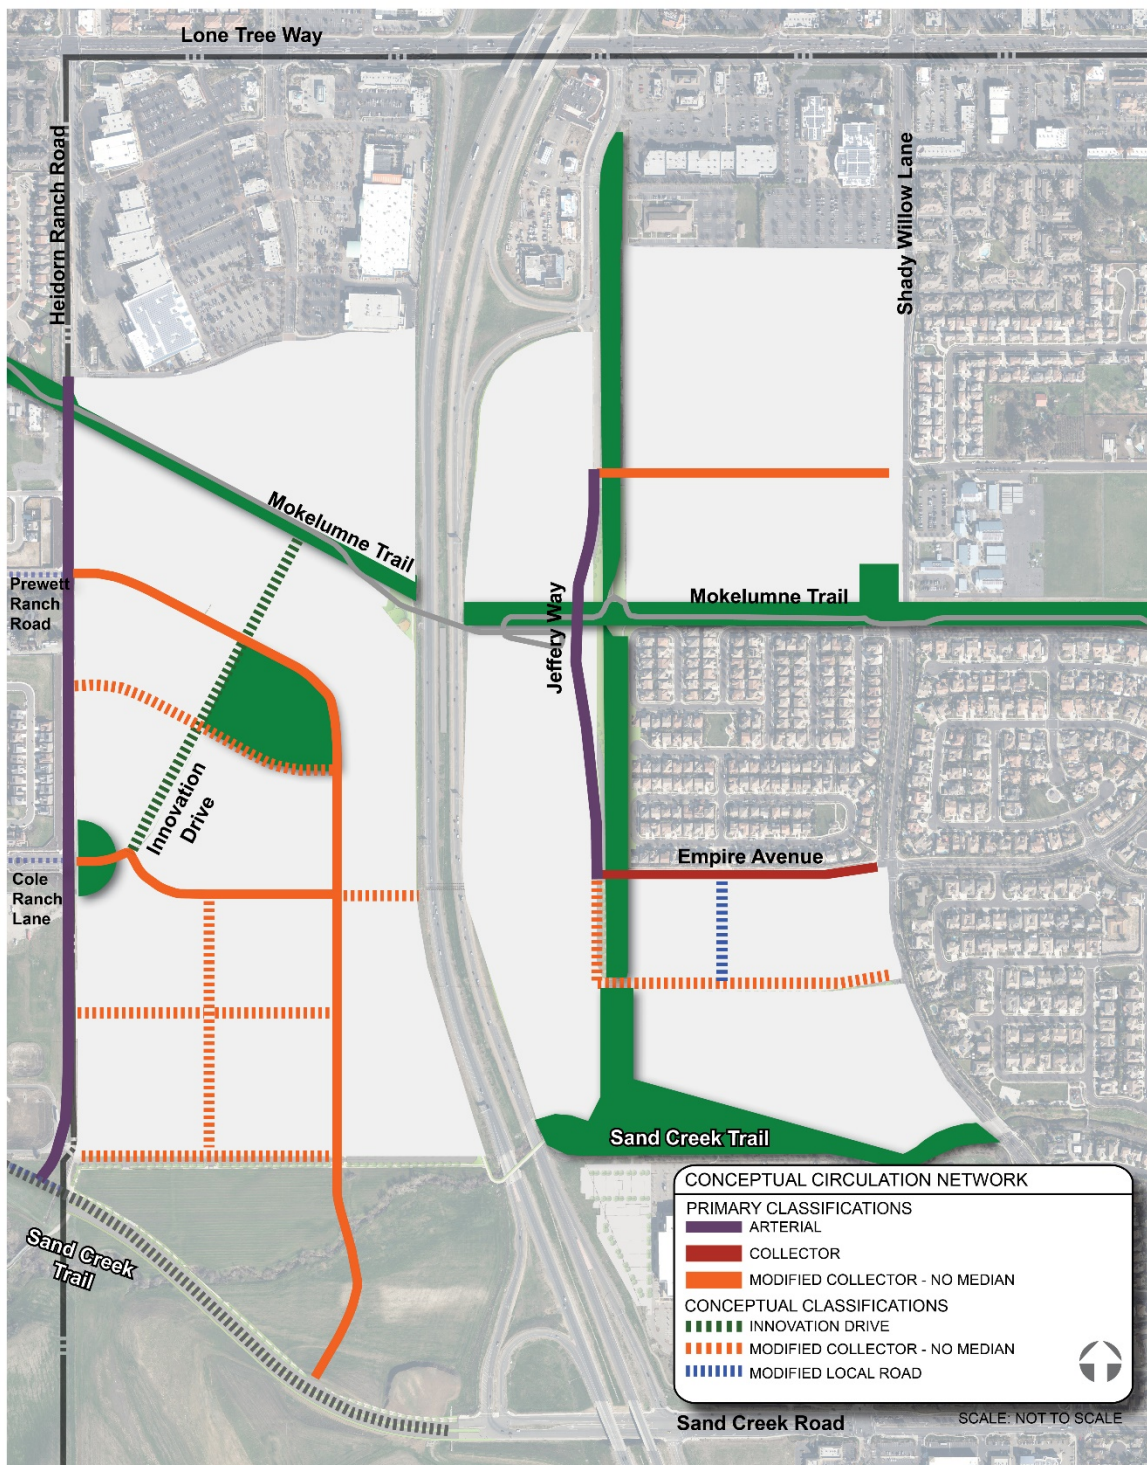 Lone Tree Way
Heidorn Ranch Road
Shady Willow Lane
Mokelumne Trail
Prewett
Ranch
Road
Jeffery Way
Mokelumne Trail
Innovation
Drive
Empire Avenue
Cole
Ranch
Lane
Sand Creek Trail
Sand Creek
Trail
CONCEPTUAL CIRCULATION NETWORK
PRIMARY CLASSIFICATIONS
ARTERIAL
COLLECTOR
MODIFIED COLLECTOR - NO MEDIAN
CONCEPTUAL CLASSIFICATIONS
INNOVATION DRIVE
MODIFIED COLLECTOR - NO MEDIAN
MODIFIED LOCAL ROAD
Sand Creek Road
SCALE: NOT TO SCALE